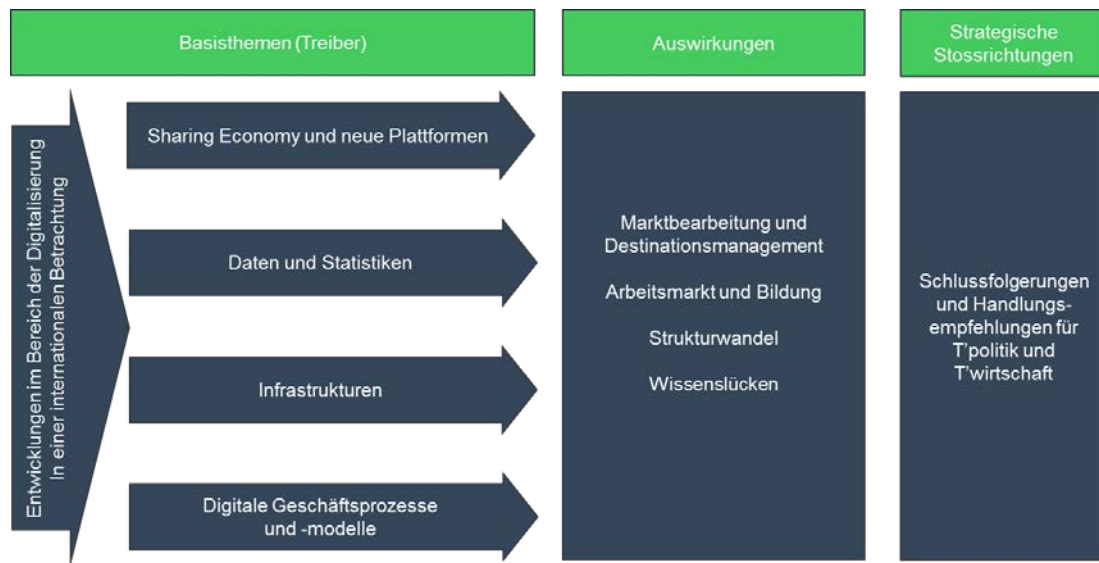 Basisthemen (Treiber)
Auswirkungen
Strategische
Stossrichtungen
Entwicklungen im Bereich der Digitalisierung
In einer internationalen Betrachtung
Sharing Economy und neue Plattformen
Daten und Statistiken
Infrastrukturen
Digitale Geschäftsprozesse
und -modelle
Marktbearbeitung und
Destinationsmanagement
Arbeitsmarkt und Bildung
Strukturwandel
Wissenslücken
Schlussfolgerungen
und Handlungs-
empfehlungen für
T'politik und
T'wirtschaft